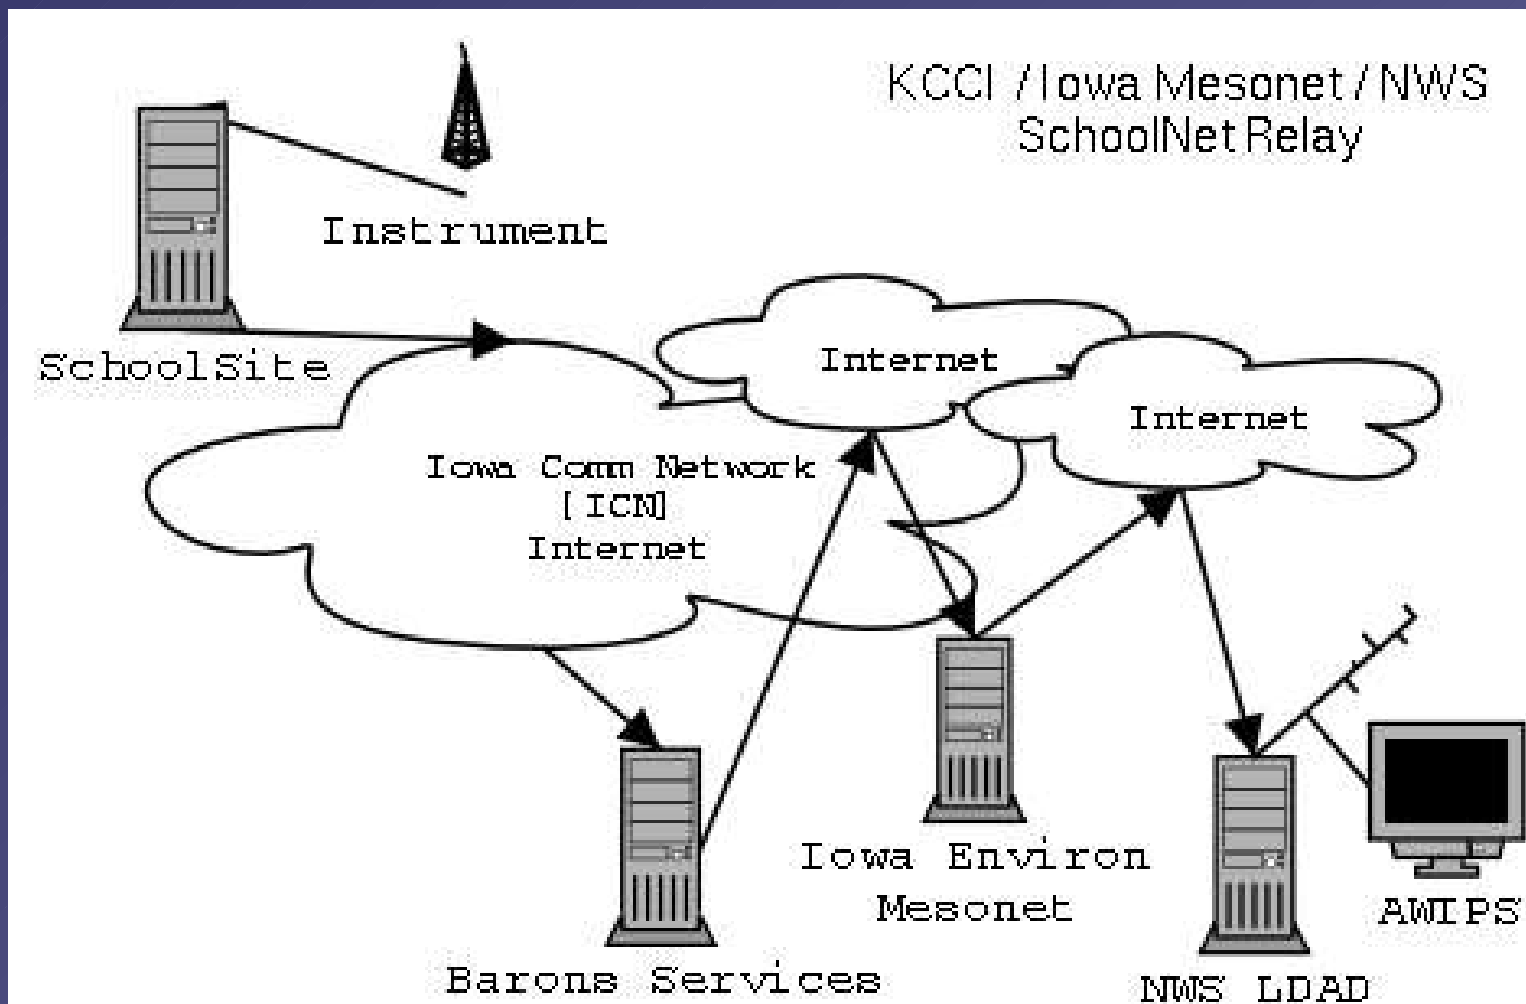 KCCI / Iowa Mesonet / NWS
SchoolNet Relay
Instrument
SchoolSite
Internet
Internet
Iowa Comm Network
[ICN]
Internet
Iowa Environ
Mesonet
AWIPS
Barons Services
NWS LDAD